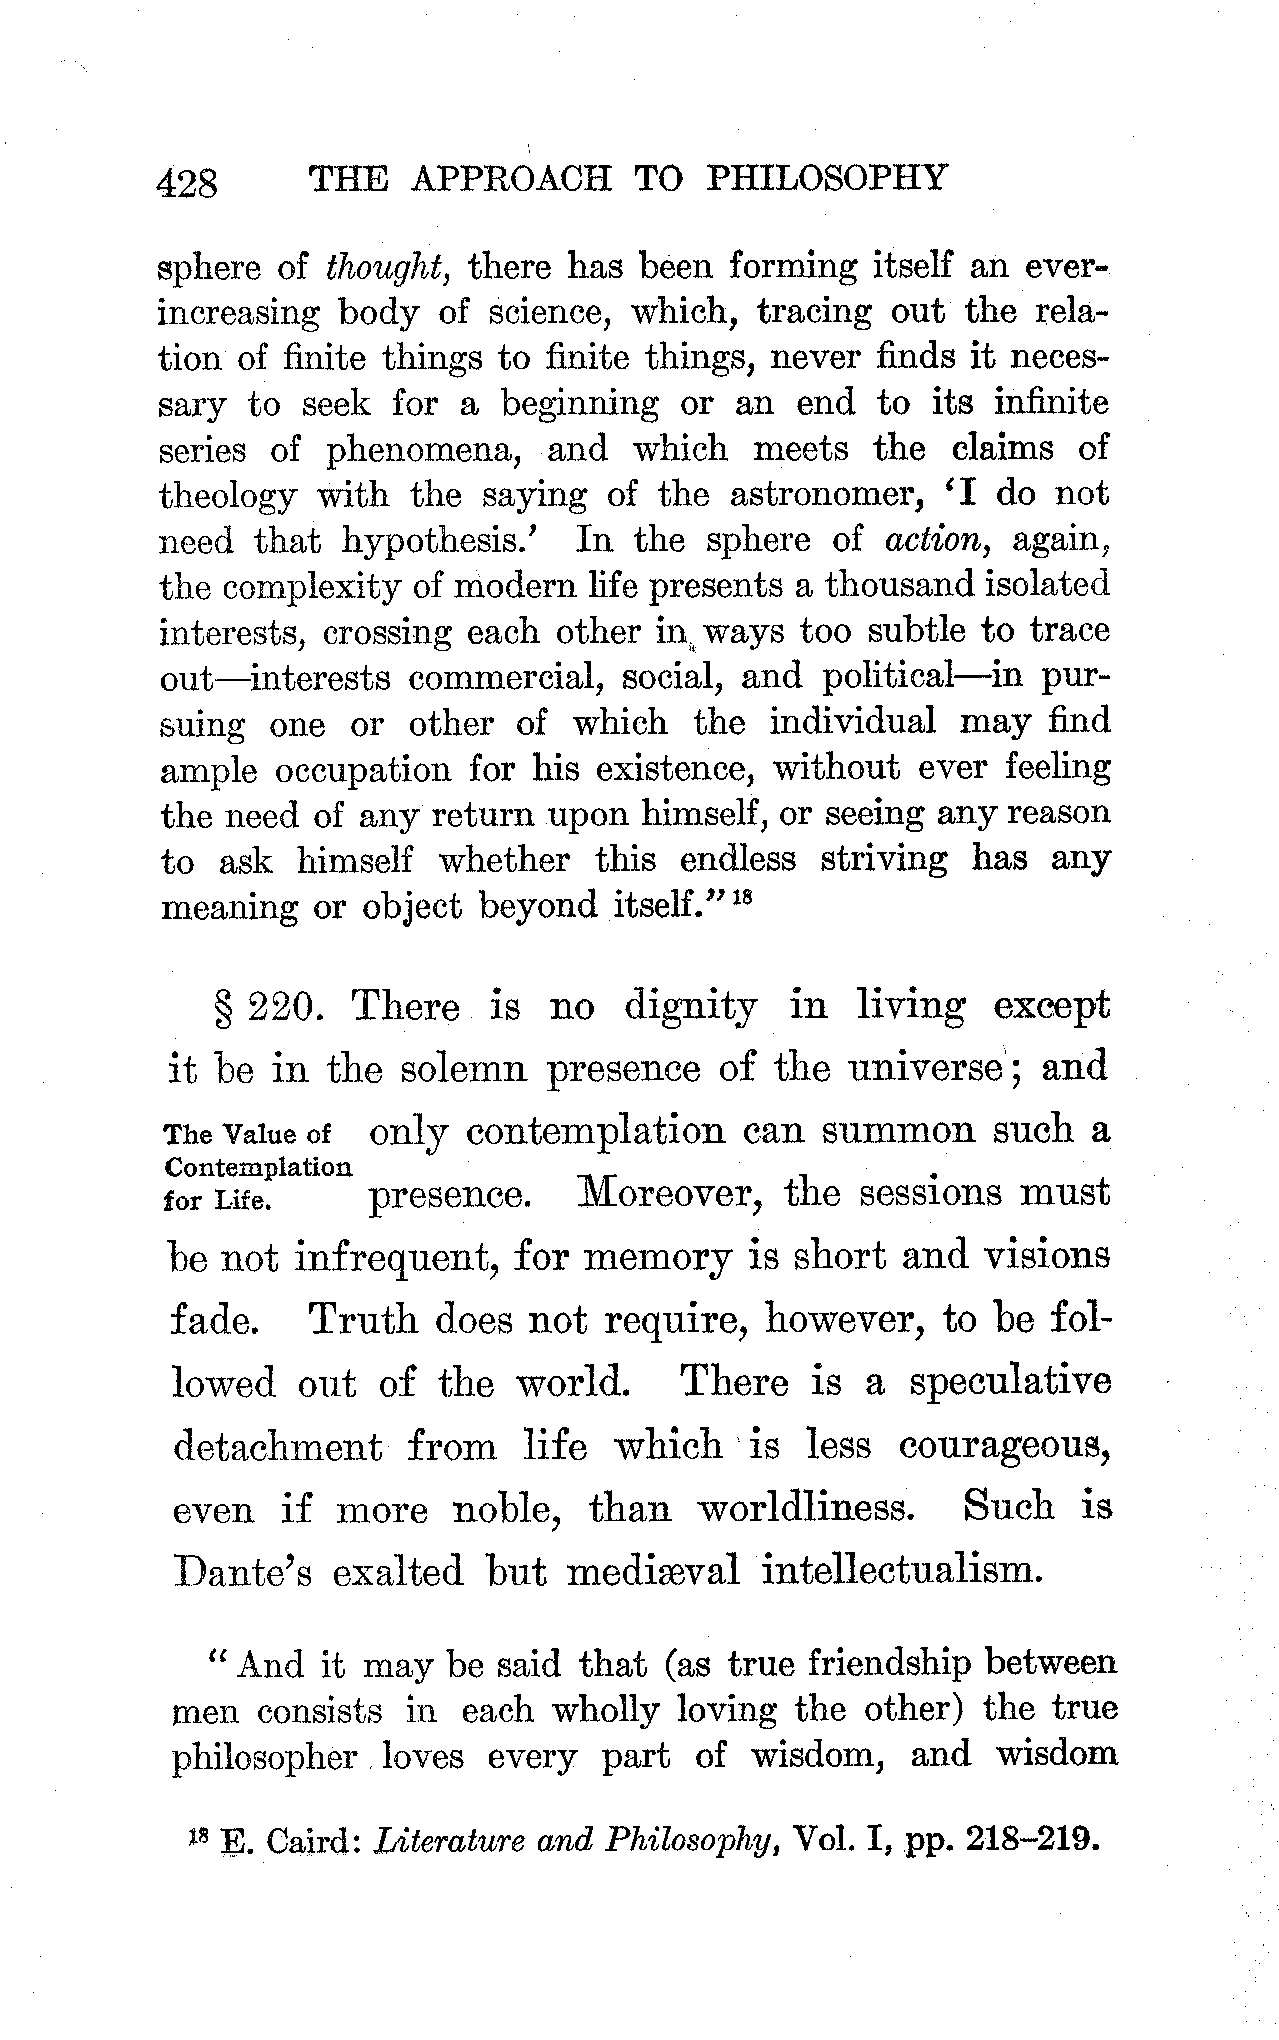 428 THE APPROACH TO PHILOSOPHY
sphere of thought, there has been forming itself an ever-
increasing body of science, which, tracing out the rela-
tion of finite things to finite things, never finds it neces-
sary to seek for a beginning or an end to its infinite
series of phenomena, and which meets the claims of
theology with the saying of the astronomer, ‘I do not
need that hypothesis.’ In the sphere of action, again,
the complexity of modern life presents a thousand isolated
interests, crossing each other in ways too subtle to trace
out—interests commercial, social, and political—in pur-
suing one or other of which the individual may find
ample occupation for his existence, without ever feeling
the need of any return upon himself, or seeing any reason
to ask himself whether this endless striving has any
meaning or object beyond itself.” 18
§ 220. There is no dignity in living except
it be in the solemn presence of the universe; and
The Value of
Contemplation
for Life.
only contemplation can summon such a
presence. Moreover, the sessions must
be not infrequent, for memory is short and visions
fade. Truth does not require, however, to be fol-
lowed out of the world. There is a speculative
detachment from life which is less courageous,
even if more noble, than worldliness. Such is
Dante’s exalted but mediæval intellectualism.
“ And it may be said that (as true friendship between
men consists in each wholly loving the other) the true
philosopher loves every part of wisdom, and wisdom
18 E. Caird: Literature and Philosophy, Vol. I, pp. 218–219.